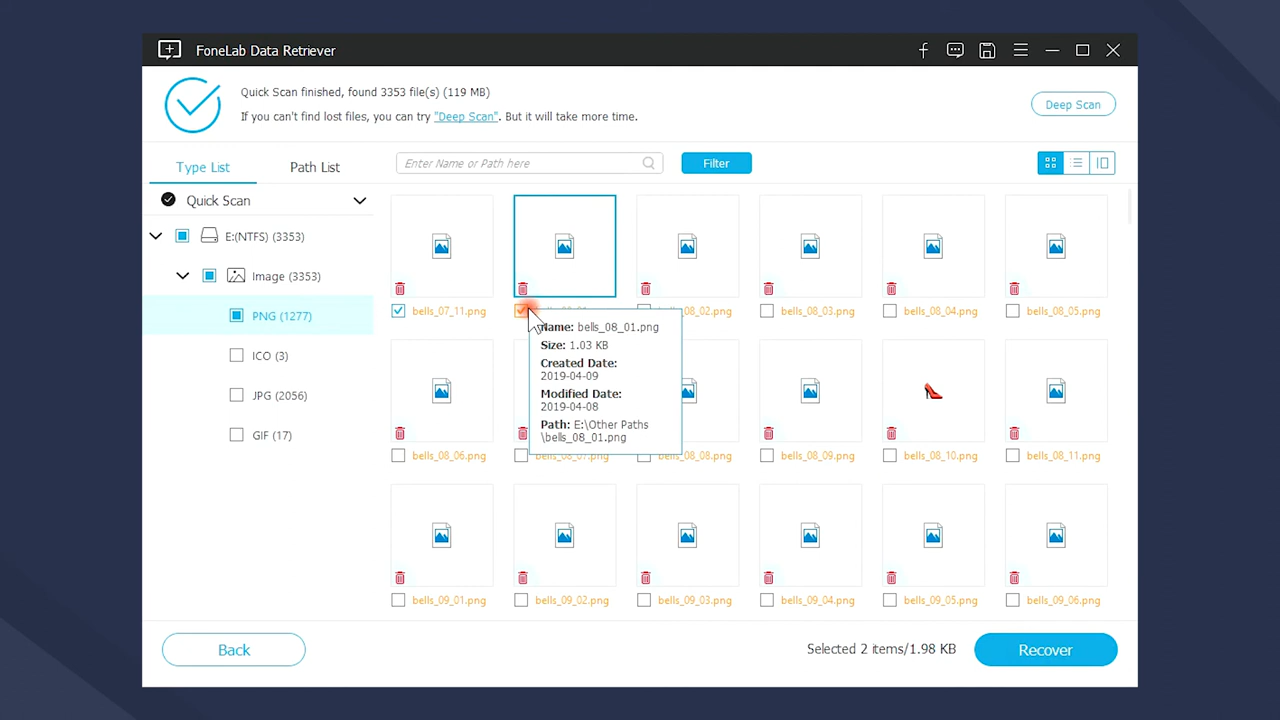 FoneLab Data Retriever
Quick Scan finished, found 3353 file(s) (119 MB)
If you can't find lost files, you can try "Deep Scan". But it will take more time.
Deep Scan
Type List
Path List
Enter Name or Path here
Filter
Quick Scan
E:(NTFS) (3353)
Image (3353)
PNG (1277)
ICO (3)
JPG (2056)
GIF (17)
bells_07_11.png
08_02.png
bells_08_03.png
bells_08_04.png
bells_08_05.png
Name: bells_08_01.png
Size: 1.03 KB
Created Date:
2019-04-09
Modified Date:
2019-04-08
Path: E:\Other Paths
\bells_08_01.png
bells_08_06.png
bells_08_07.png
bells_08_08.png
bells_08_09.png
bells_08_10.png
bells_08_11.png
bells_09_01.png
bells_09_02.png
bells_09_03.png
bells_09_04.png
bells_09_05.png
bells_09_06.png
Back
Selected 2 items/1.98 KB
Recover